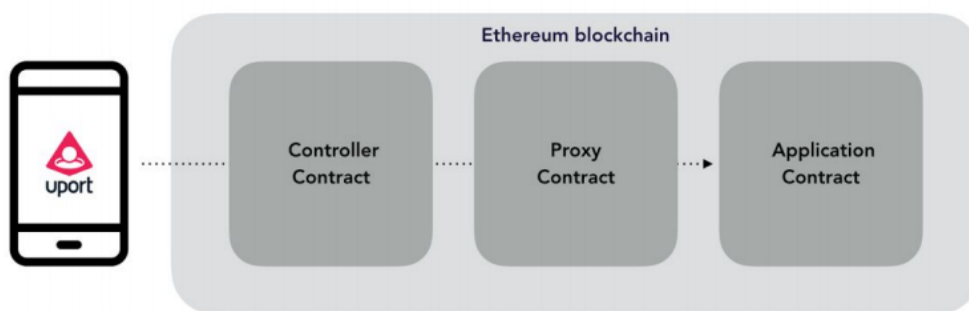 Ethereum blockchain
uport
Controller
Contract
Proxy
Contract
Application
Contract